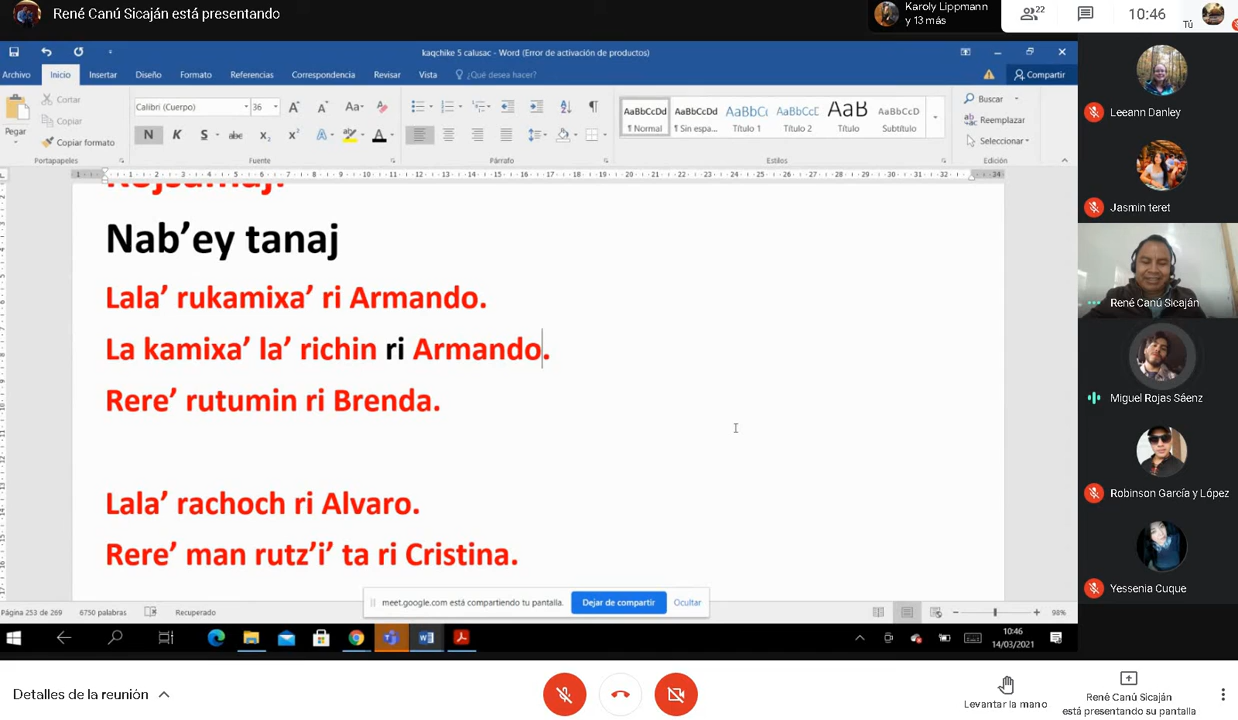 René Canú Sicaján está presentando
Karoly Lippmann
y 13 más
22
10:46
Tú
kaqchike 5 calusac - Word (Error de activación de productos)
Archivo Inicio Insertar Diseño Formato Referencias Correspondencia Revisar Vista ¿Qué desea hacer? Compartir
Pegar
Cortar
Copiar
Copiar formato
Portapapeles
Calibri (Cuerpo) 36
Aa
N K S abc x₂ x² A A
Fuente
Párrafo
AaBbCcDd AaBbCcDd AaBbC AaBbCcC AaB AaBbCcD
¶ Normal ¶ Sin espa... Título 1 Título 2 Título Subtítulo
Estilos
Buscar
Reemplazar
Seleccionar
Edición
Nab’ey tanaj
Lala’ rukamixa’ ri Armando.
La kamixa’ la’ richin ri Armando.
Rere’ rutumin ri Brenda.
Lala’ rachoch ri Alvaro.
Rere’ man rutz’i’ ta ri Cristina.
meet.google.com está compartiendo tu pantalla. Dejar de compartir Ocultar
Página 253 de 269 6750 palabras Recuperado 98%
10:46
14/03/2021
Leeann Danley
Jasmin teret
René Canú Sicaján
Miguel Rojas Sáenz
Robinson García y López
Yessenia Cuque
Detalles de la reunión
Levantar la mano
René Canú Sicaján
está presentando su pantalla